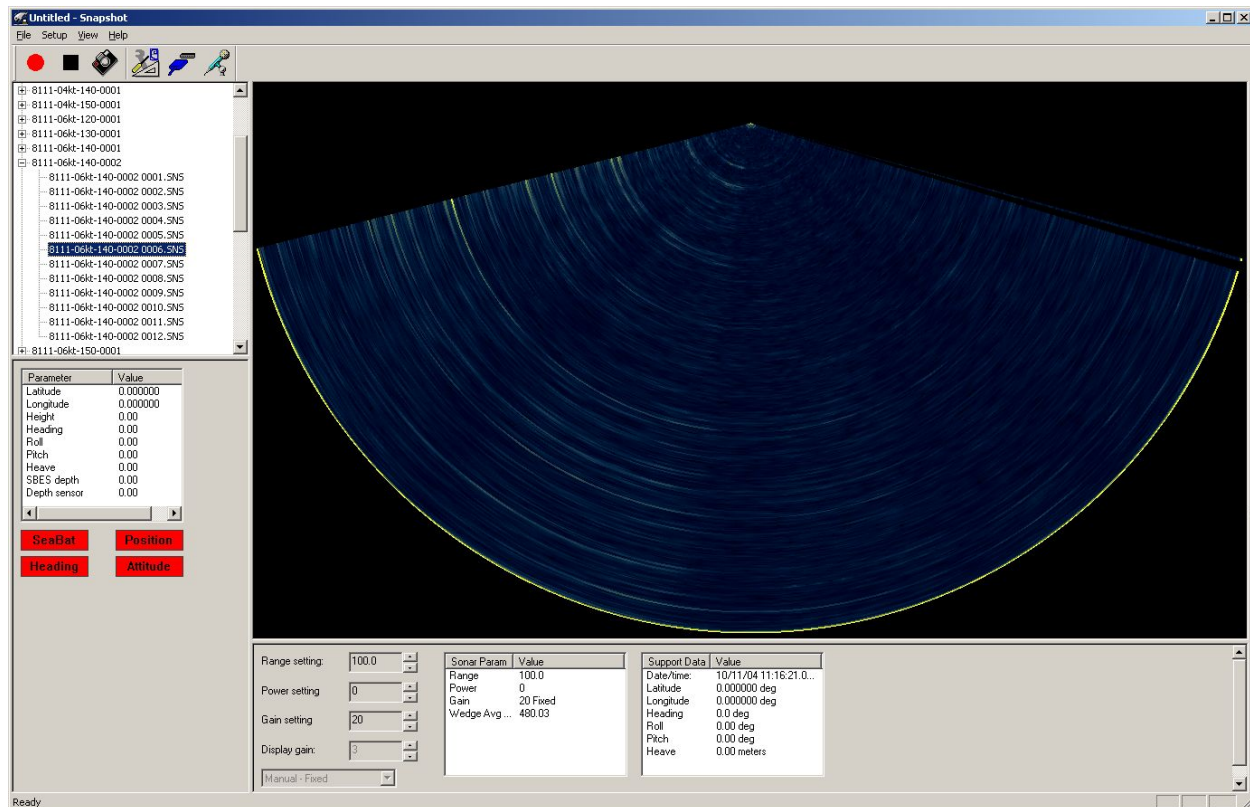 Untitled - Snapshot
File Setup View Help
8111-04kt-140-0001
8111-04kt-150-0001
8111-06kt-120-0001
8111-06kt-130-0001
8111-06kt-140-0001
8111-06kt-140-0002
8111-06kt-140-0002 0001.SNS
8111-06kt-140-0002 0002.SNS
8111-06kt-140-0002 0003.SNS
8111-06kt-140-0002 0004.SNS
8111-06kt-140-0002 0005.SNS
8111-06kt-140-0002 0006.SNS
8111-06kt-140-0002 0007.SNS
8111-06kt-140-0002 0008.SNS
8111-06kt-140-0002 0009.SNS
8111-06kt-140-0002 0010.SNS
8111-06kt-140-0002 0011.SNS
8111-06kt-140-0002 0012.SNS
8111-06kt-150-0001
Parameter Value
Latitude 0.000000
Longitude 0.000000
Height 0.00
Heading 0.00
Roll 0.00
Pitch 0.00
Heave 0.00
SBES depth 0.00
Depth sensor 0.00
SeaBat Position
Heading Attitude
Range setting: 100.0
Power setting 0
Gain setting 20
Display gain: 3
Manual - Fixed
Sonar Param Value
Range 100.0
Power 0
Gain 20 Fixed
Wedge Avg ... 480.03
Support Data Value
Date/time: 10/11/04 11:16:21.0...
Latitude 0.000000 deg
Longitude 0.000000 deg
Heading 0.0 deg
Roll 0.00 deg
Pitch 0.00 deg
Heave 0.00 meters
Ready